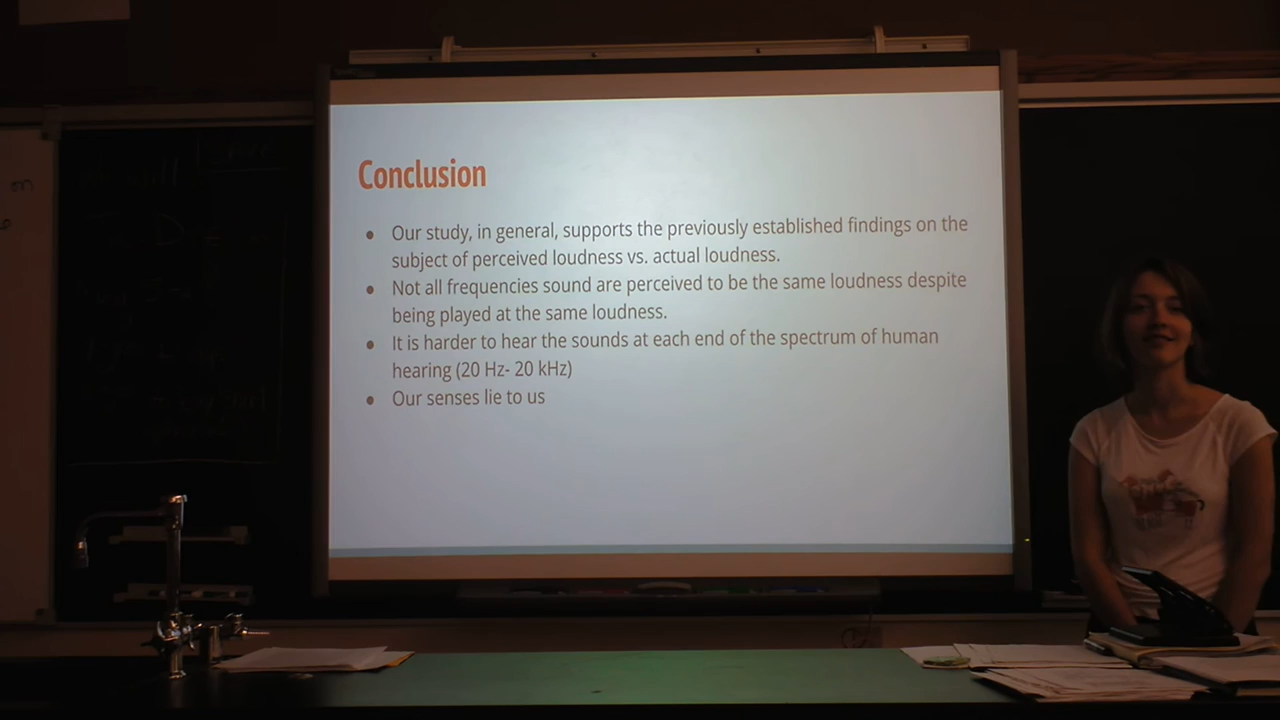 Conclusion
● Our study, in general, supports the previously established findings on the
subject of perceived loudness vs. actual loudness.
● Not all frequencies sound are perceived to be the same loudness despite
being played at the same loudness.
● It is harder to hear the sounds at each end of the spectrum of human
hearing (20 Hz- 20 kHz)
● Our senses lie to us